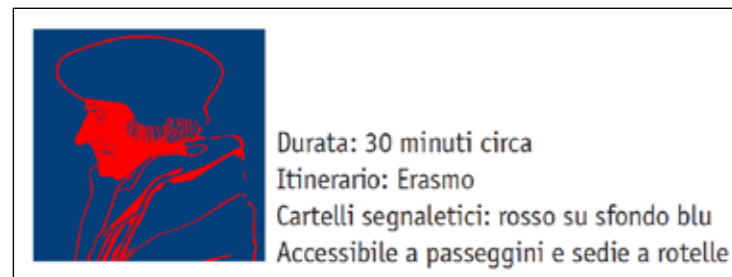 Durata: 30 minuti circa
Itinerario: Erasmo
Cartelli segnaletici: rosso su sfondo blu
Accessibile a passeggini e sedie a rotelle